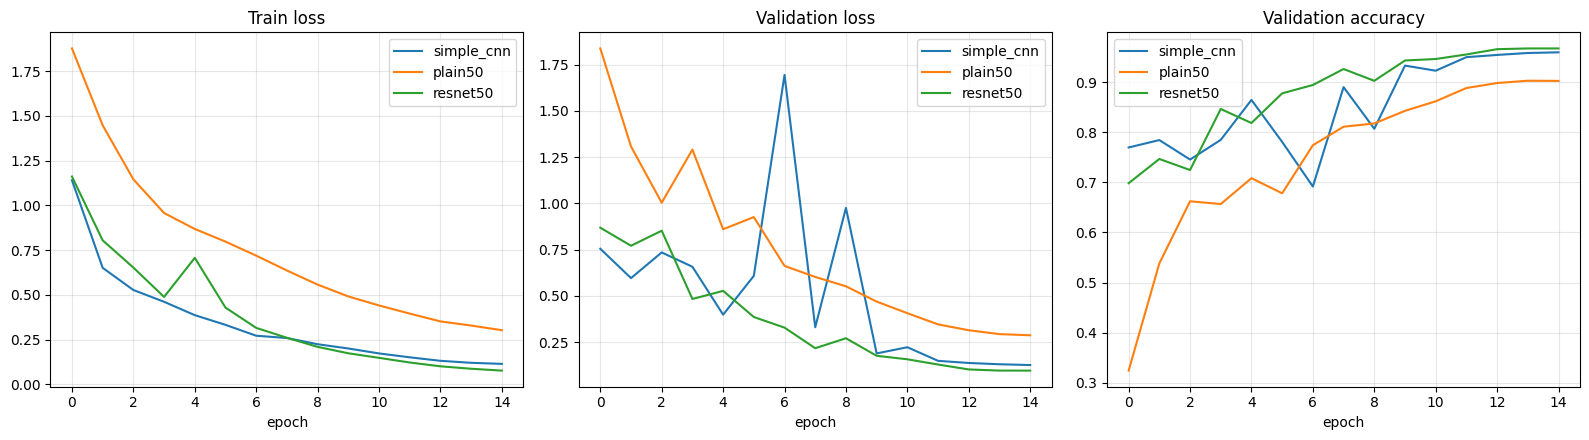 Train loss
1.75
1.50
1.25
1.00
0.75
0.50
0.25
0.00
0 2 4 6 8 10 12 14
epoch
simple_cnn
plain50
resnet50
Validation loss
1.75
1.50
1.25
1.00
0.75
0.50
0.25
0 2 4 6 8 10 12 14
epoch
simple_cnn
plain50
resnet50
Validation accuracy
0.9
0.8
0.7
0.6
0.5
0.4
0.3
0 2 4 6 8 10 12 14
epoch
simple_cnn
plain50
resnet50